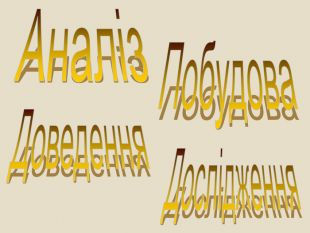 Аналіз
Побудова
Доведення
Дослідження